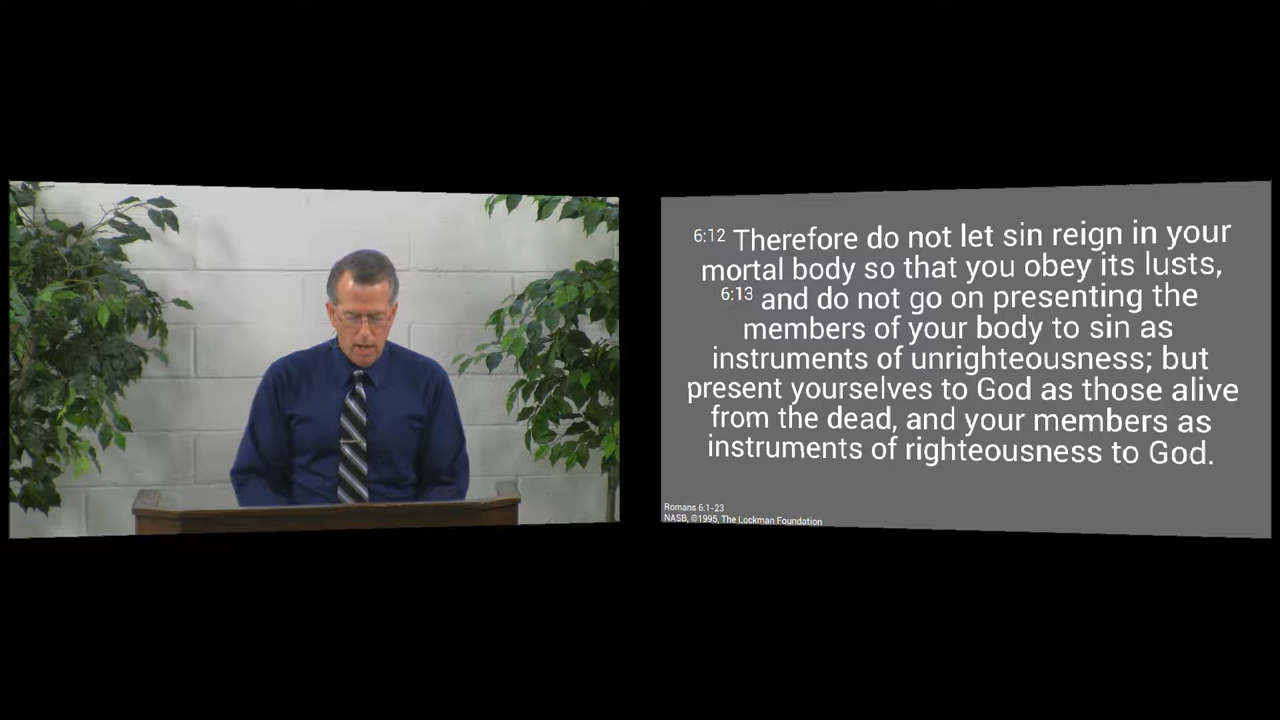 6:12 Therefore do not let sin reign in your
mortal body so that you obey its lusts,
6:13 and do not go on presenting the
members of your body to sin as
instruments of unrighteousness; but
present yourselves to God as those alive
from the dead, and your members as
instruments of righteousness to God.
Romans 6:1-23
NASB, ©1995, The Lockman Foundation